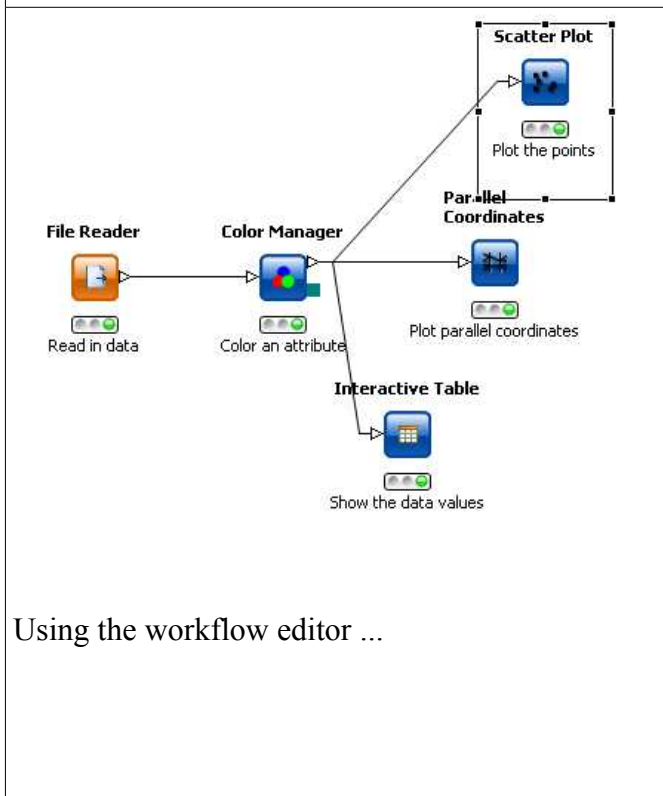 Scatter Plot
Plot the points
Parallel
Coordinates
Plot parallel coordinates
File Reader
Read in data
Color Manager
Color an attribute
Interactive Table
Show the data values
Using the workflow editor ...